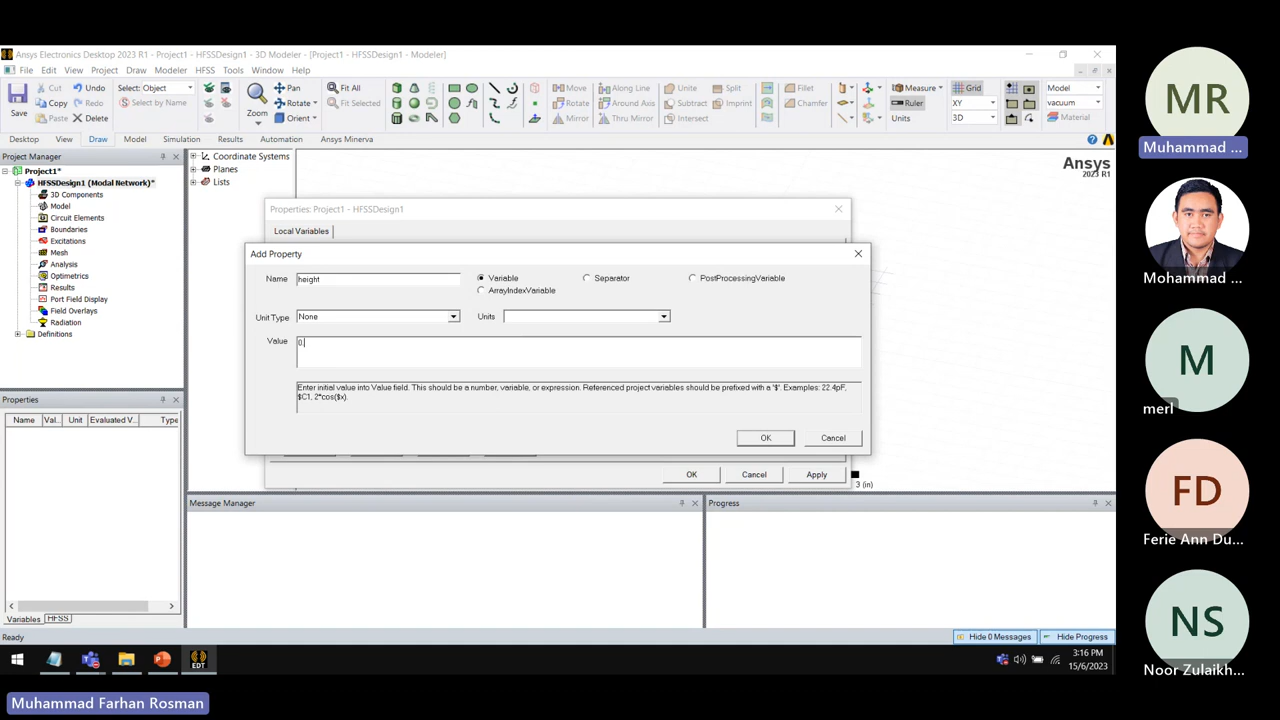 Ansys Electronics Desktop 2023 R1 - Project1 - HFSSDesign1 - 3D Modeler - [Project1 - HFSSDesign1 - Modeler]
File Edit View Project Draw Modeler HFSS Tools Window Help
Save
Cut Undo
Copy Redo
Paste Delete
Select: Object
Select by Name
Zoom
Pan
Rotate
Orient
Fit All
Fit Selected
Move Along Line
Rotate Around Axis
Mirror Thru Mirror
Unite Split
Subtract Imprint
Intersect
Fillet
Chamfer
Measure
Ruler
Units
Grid
XY
3D
Model
vacuum
Material
Desktop View Draw Model Simulation Results Automation Ansys Minerva
Project Manager
Project1*
HFSSDesign1 (Modal Network)*
3D Components
Model
Circuit Elements
Boundaries
Excitations
Mesh
Analysis
Optimetrics
Results
Port Field Display
Field Overlays
Radiation
Definitions
Coordinate Systems
Planes
Lists
Ansys
2023 R1
Properties: Project1 - HFSSDesign1
Local Variables
Add Property
Name height
Variable Separator PostProcessingVariable
ArrayIndexVariable
Unit Type None Units
Value 0.
Enter initial value into Value field. This should be a number, variable, or expression. Referenced project variables should be prefixed with a '$'. Examples: 22.4pF,
$C1, 2*cos($x).
OK Cancel
OK Cancel Apply
3 (in)
Properties
Name Val... Unit Evaluated V... Type
Variables HFSS
Message Manager
Progress
Ready
Hide 0 Messages Hide Progress
EDT
3:16 PM
15/6/2023
MR
Muhammad ...
Mohammad ...
M
merl
FD
Ferie Ann Du...
NS
Noor Zulaikh...
Muhammad Farhan Rosman